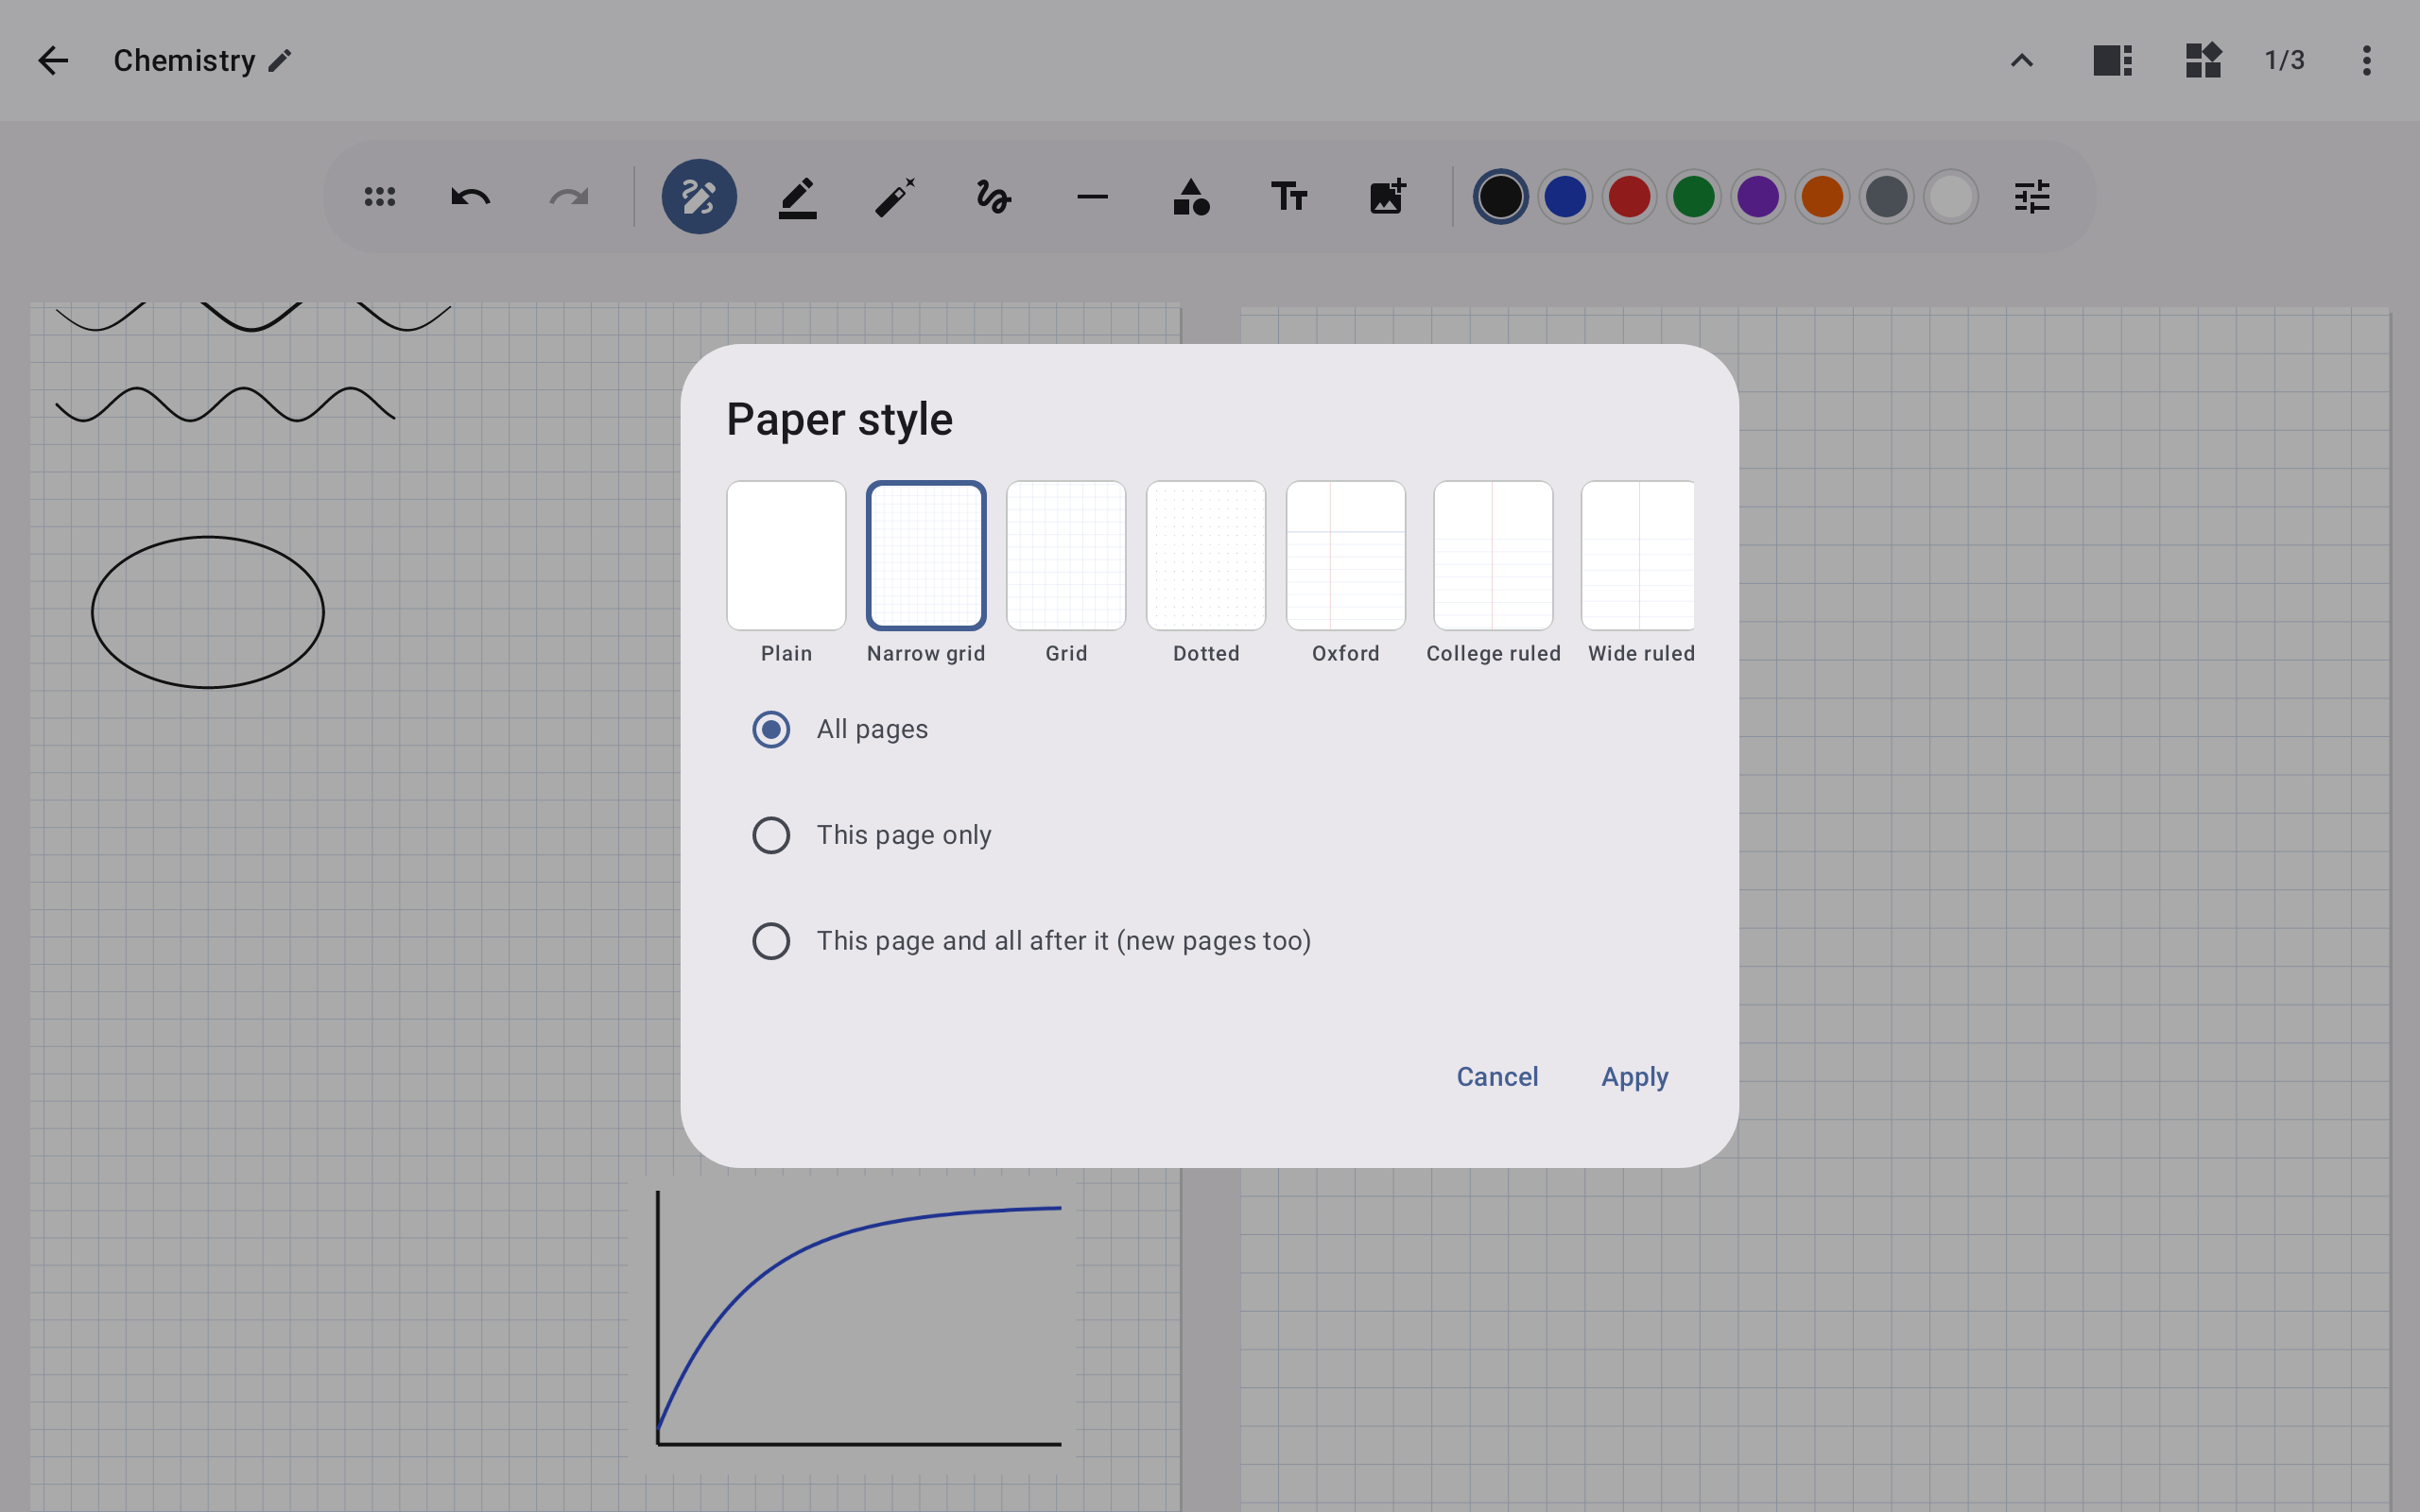 Chemistry
1/3
Paper style
Plain
Narrow grid
Grid
Dotted
Oxford
College ruled
Wide ruled
All pages
This page only
This page and all after it (new pages too)
Cancel
Apply